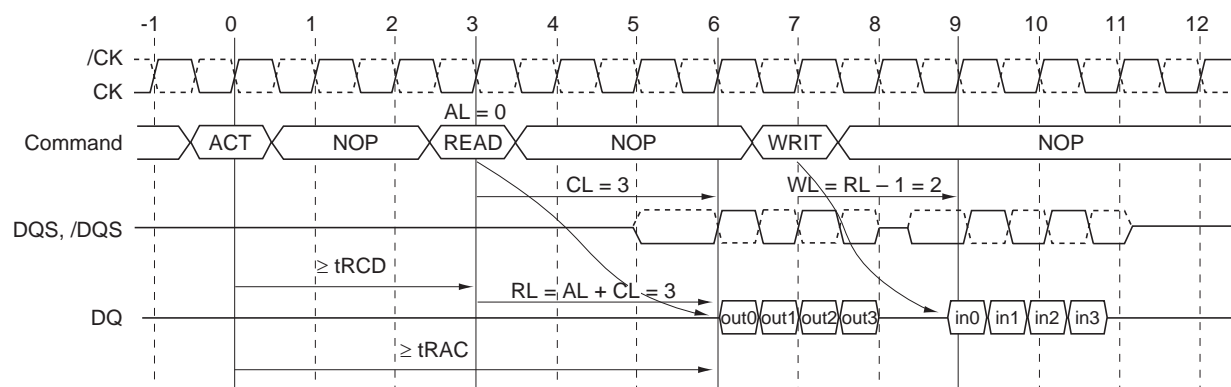 -1 0 1 2 3 4 5 6 7 8 9 10 11 12
/CK
CK
AL = 0
Command ACT NOP READ NOP WRIT NOP
CL = 3 WL = RL − 1 = 2
DQS, /DQS
≥ tRCD
RL = AL + CL = 3
DQ out0 out1 out2 out3 in0 in1 in2 in3
≥ tRAC